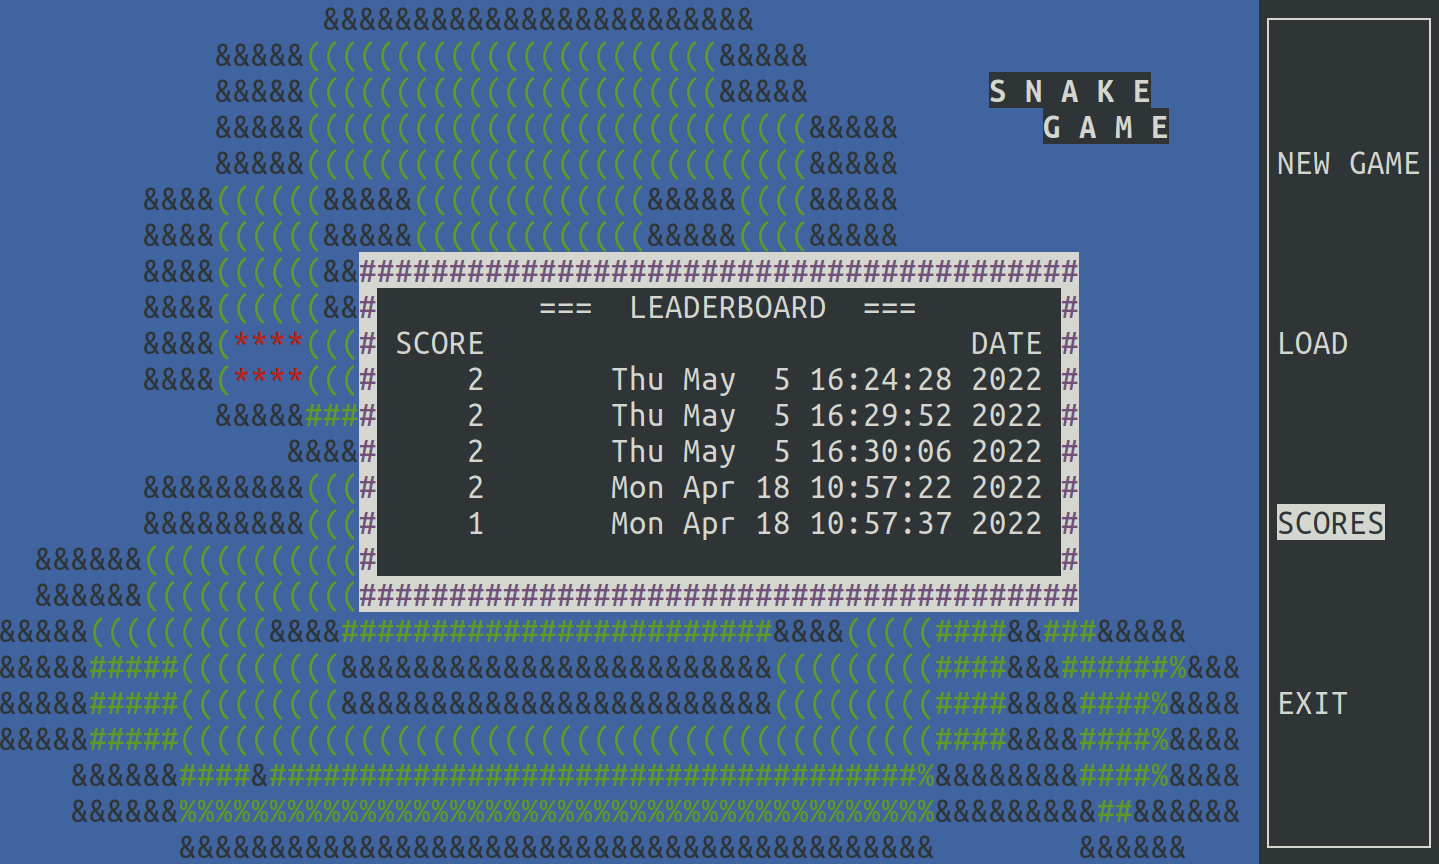 S N A K E
G A M E
=== LEADERBOARD ===
SCORE DATE
2 Thu May  5 16:24:28 2022
2 Thu May  5 16:29:52 2022
2 Thu May  5 16:30:06 2022
2 Mon Apr 18 10:57:22 2022
1 Mon Apr 18 10:57:37 2022
NEW GAME
LOAD
SCORES
EXIT